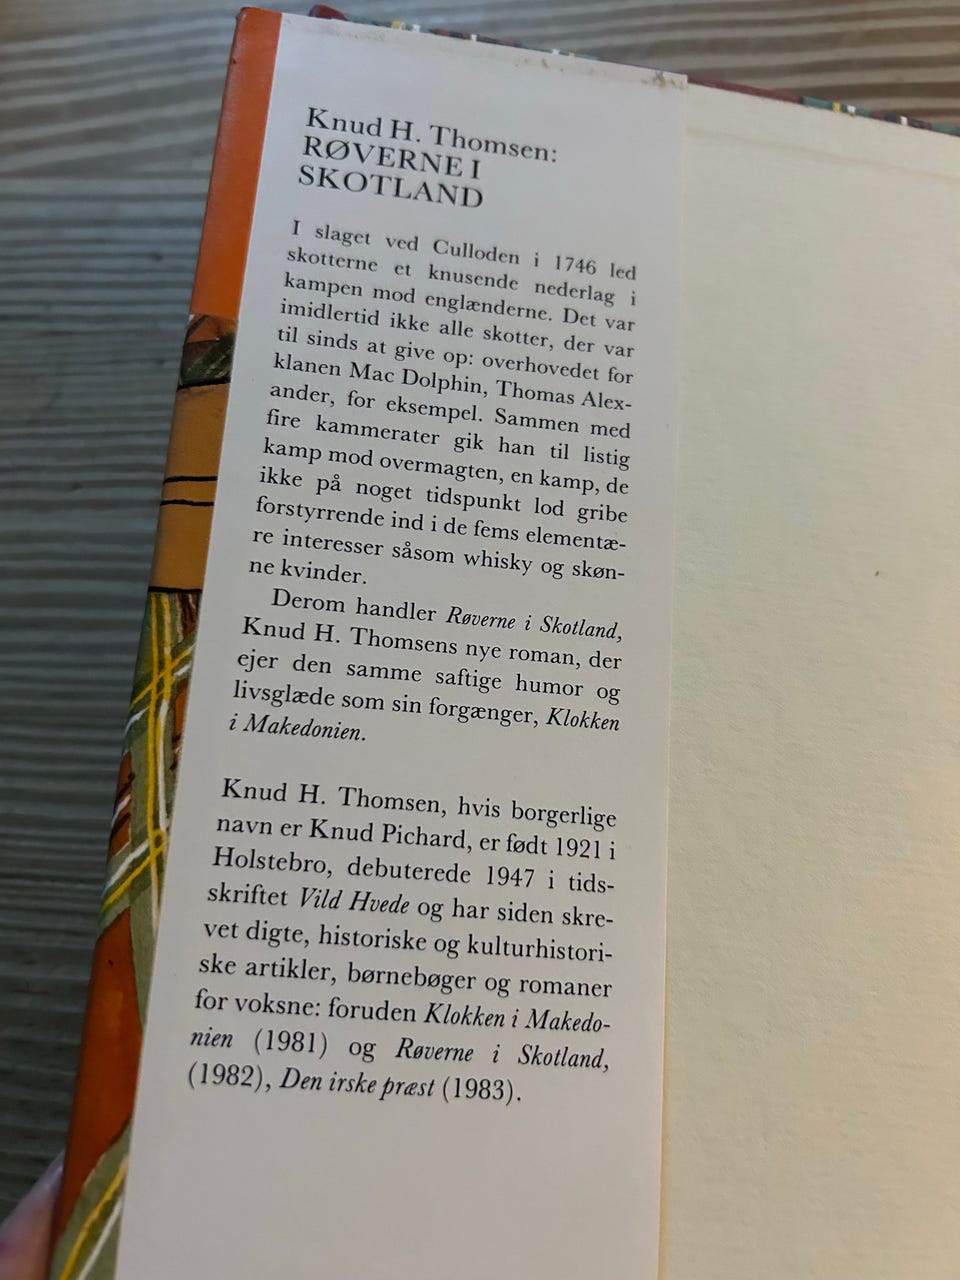 Knud H. Thomsen:
RØVERNE I
SKOTLAND
I slaget ved Culloden i 1746 led
skotterne et knusende nederlag i
kampen mod englænderne. Det var
imidlertid ikke alle skotter, der var
til sinds at give op: overhovedet for
klanen Mac Dolphin, Thomas Alex-
ander, for eksempel. Sammen med
fire kammerater gik han til listig
kamp mod overmagten, en kamp, de
ikke på noget tidspunkt lod gribe
forstyrrende ind i de fems elementæ-
re interesser såsom whisky og skøn-
ne kvinder.
Derom handler Røverne i Skotland,
Knud H. Thomsens nye roman, der
ejer den samme saftige humor og
livsglæde som sin forgænger, Klokken
i Makedonien.
Knud H. Thomsen, hvis borgerlige
navn er Knud Pichard, er født 1921 i
Holstebro, debuterede 1947 i tids-
skriftet Vild Hvede og har siden skre-
vet digte, historiske og kulturhistori-
ske artikler, børnebøger og romaner
for voksne: foruden Klokken i Makedo-
nien (1981) og Røverne i Skotland,
(1982), Den irske præst (1983).